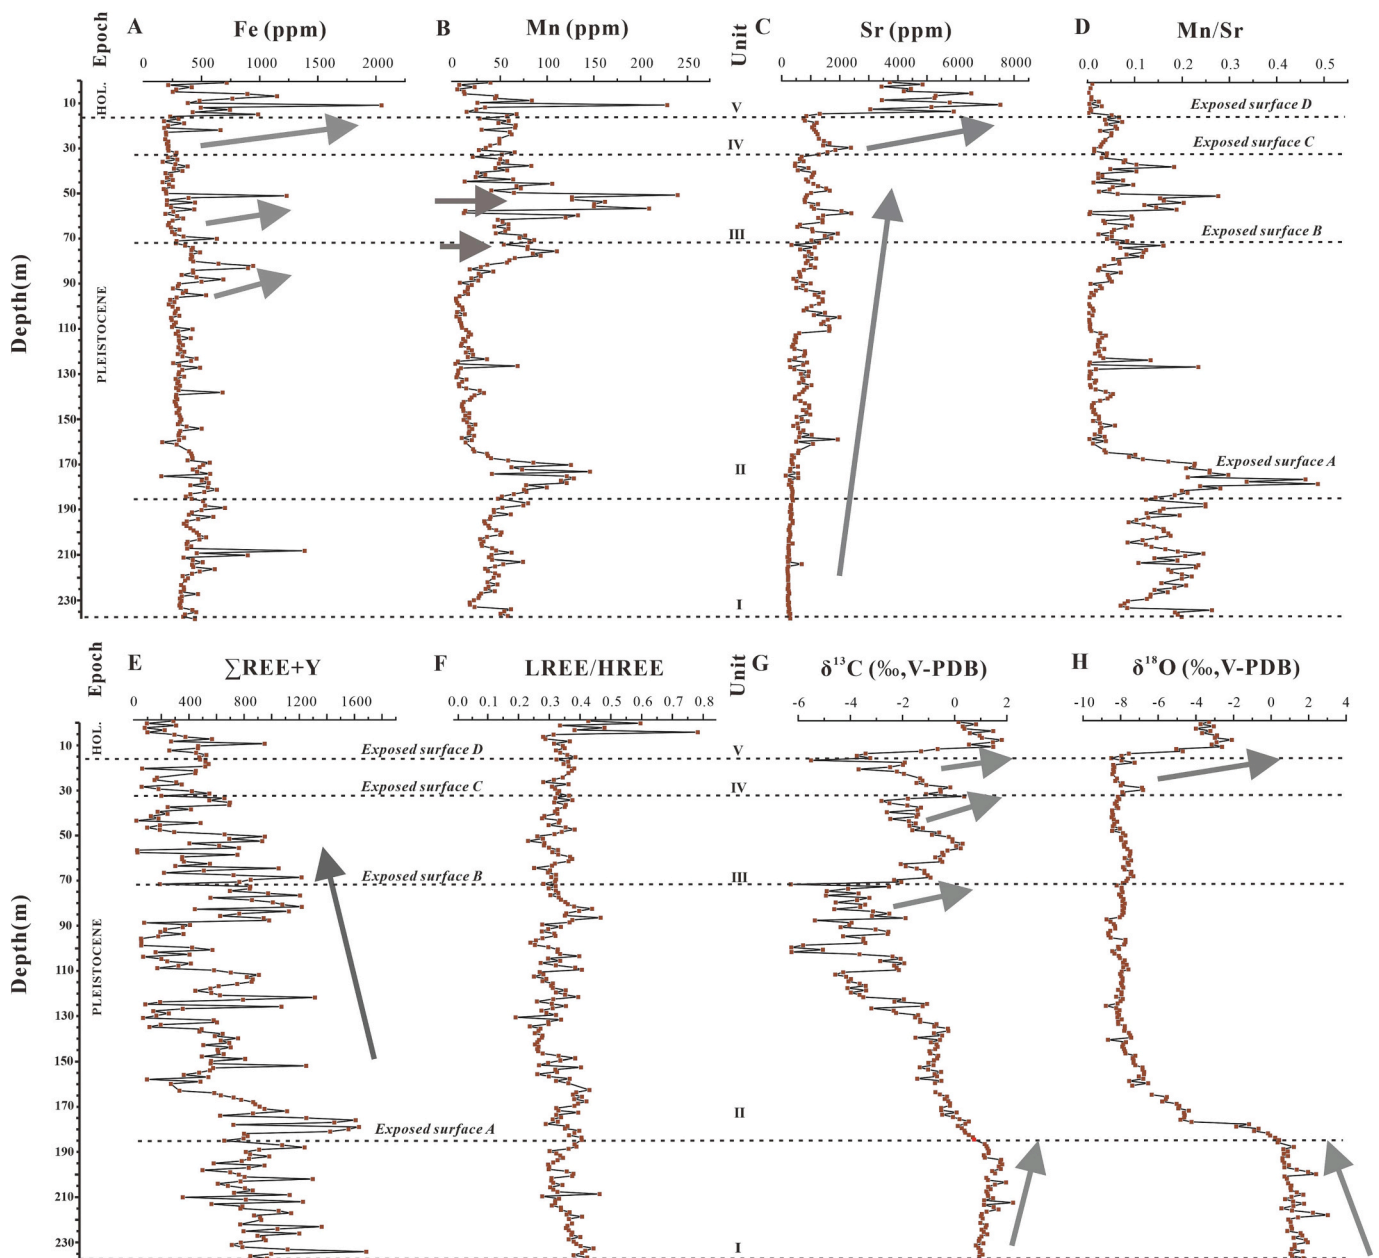 A Fe (ppm) B Mn (ppm) C Sr (ppm) D Mn/Sr
Epoch
Unit
0 500 1000 1500 2000
0 50 100 150 200 250
0 2000 4000 6000 8000
0.0 0.1 0.2 0.3 0.4 0.5
Depth(m)
10
30
50
70
90
110
130
150
170
190
210
230
HOL.
PLEISTOCENE
V
IV
III
II
I
Exposed surface D
Exposed surface C
Exposed surface B
Exposed surface A
E ∑REE+Y F LREE/HREE G δ¹³C (‰,V-PDB) H δ¹⁸O (‰,V-PDB)
Epoch
Unit
0 400 800 1200 1600
0.0 0.1 0.2 0.3 0.4 0.5 0.6 0.7 0.8
-6 -4 -2 0 2
-10 -8 -6 -4 -2 0 2 4
Depth(m)
10
30
50
70
90
110
130
150
170
190
210
230
HOL.
PLEISTOCENE
Exposed surface D
Exposed surface C
Exposed surface B
Exposed surface A
V
IV
III
II
I